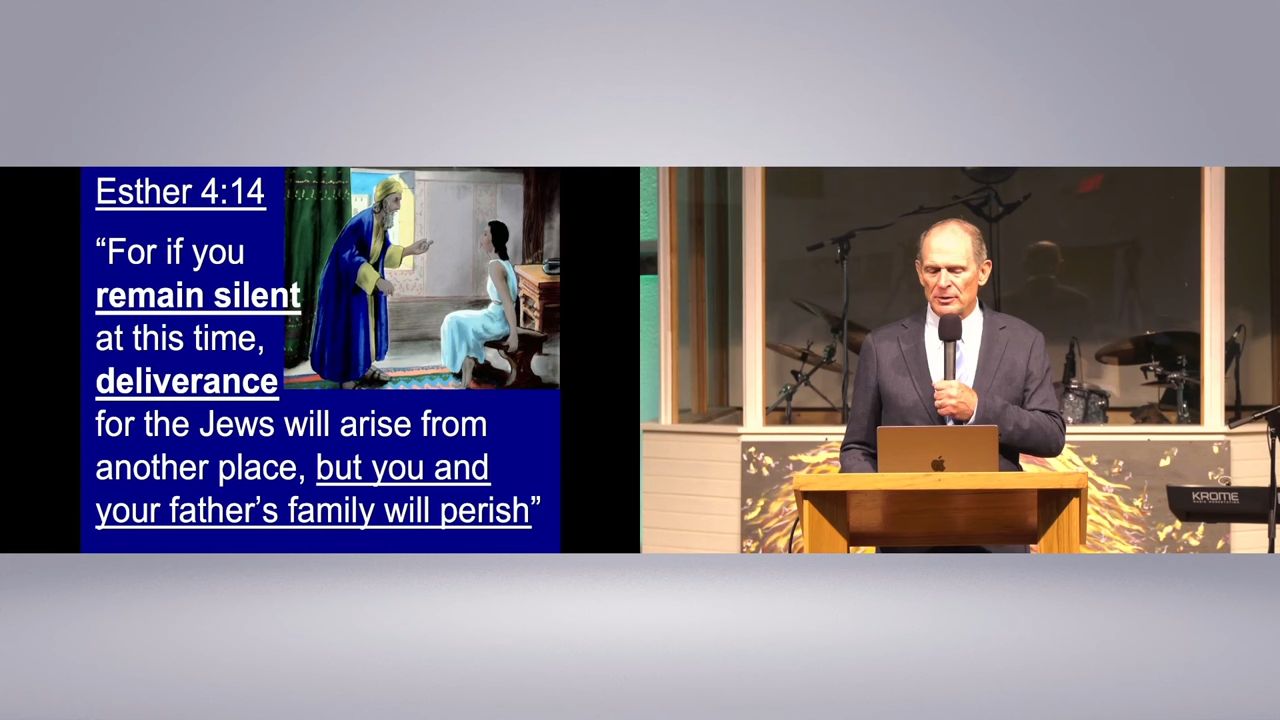 Esther 4:14
“For if you
remain silent
at this time,
deliverance
for the Jews will arise from
another place, but you and
your father’s family will perish”
KROME